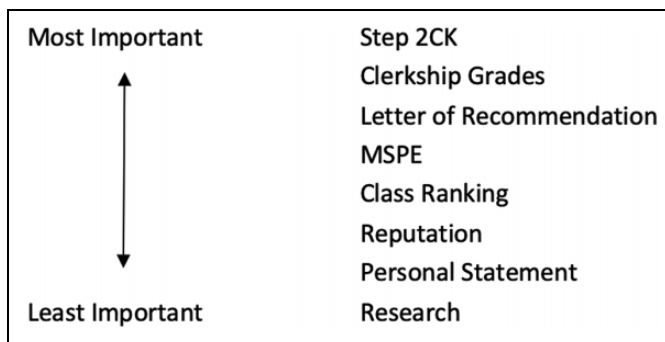 Most Important Step 2CK
Clerkship Grades
Letter of Recommendation
MSPE
Class Ranking
Reputation
Personal Statement
Least Important Research